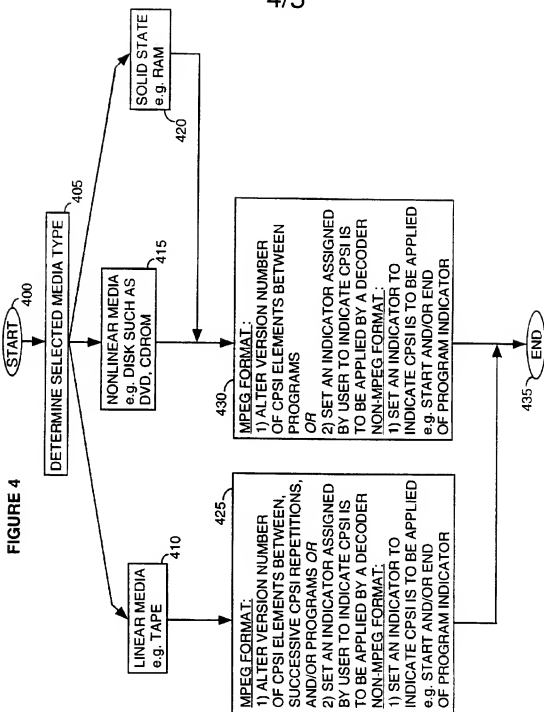 4/5
FIGURE 4
START
400
DETERMINE SELECTED MEDIA TYPE
405
LINEAR MEDIA
e.g. TAPE
410
NONLINEAR MEDIA
e.g. DISK SUCH AS
DVD, CDROM
415
SOLID STATE
e.g. RAM
420
425
MPEG FORMAT:
1) ALTER VERSION NUMBER
OF CPSI ELEMENTS BETWEEN,
SUCCESSIVE CPSI REPETITIONS,
AND/OR PROGRAMS OR
2) SET AN INDICATOR ASSIGNED
BY USER TO INDICATE CPSI IS
TO BE APPLIED BY A DECODER
NON-MPEG FORMAT:
1) SET AN INDICATOR TO
INDICATE CPSI IS TO BE APPLIED
e.g. START AND/OR END
OF PROGRAM INDICATOR
430
MPEG FORMAT :
1) ALTER VERSION NUMBER
OF CPSI ELEMENTS BETWEEN
PROGRAMS
OR
2) SET AN INDICATOR ASSIGNED
BY USER TO INDICATE CPSI IS
TO BE APPLIED BY A DECODER
NON-MPEG FORMAT:
1) SET AN INDICATOR TO
INDICATE CPSI IS TO BE APPLIED
e.g. START AND/OR END
OF PROGRAM INDICATOR
435
END